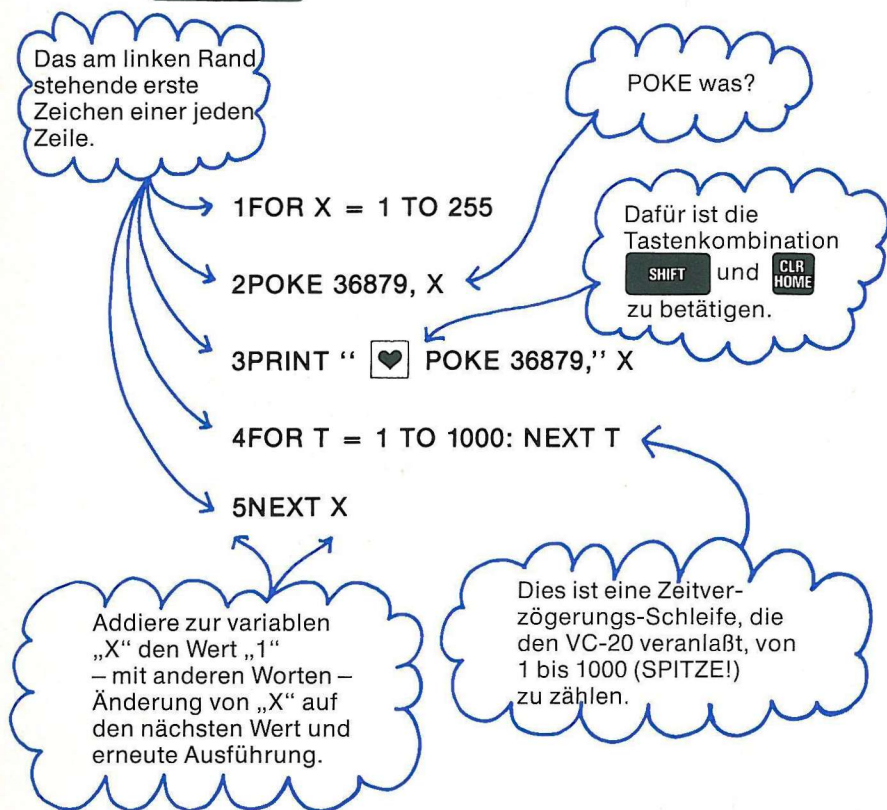 Das am linken Rand
stehende erste
Zeichen einer jeden
Zeile.
POKE was?
1FOR X = 1 TO 255
Dafür ist die
Tastenkombination
SHIFT und CLR
HOME
zu betätigen.
2POKE 36879, X
3PRINT “ ♥ POKE 36879,” X
4FOR T = 1 TO 1000: NEXT T
5NEXT X
Addiere zur variablen
„X“ den Wert „1“
– mit anderen Worten –
Änderung von „X“ auf
den nächsten Wert und
erneute Ausführung.
Dies ist eine Zeitver-
zögerungs-Schleife, die
den VC-20 veranlaßt, von
1 bis 1000 (SPITZE!)
zu zählen.